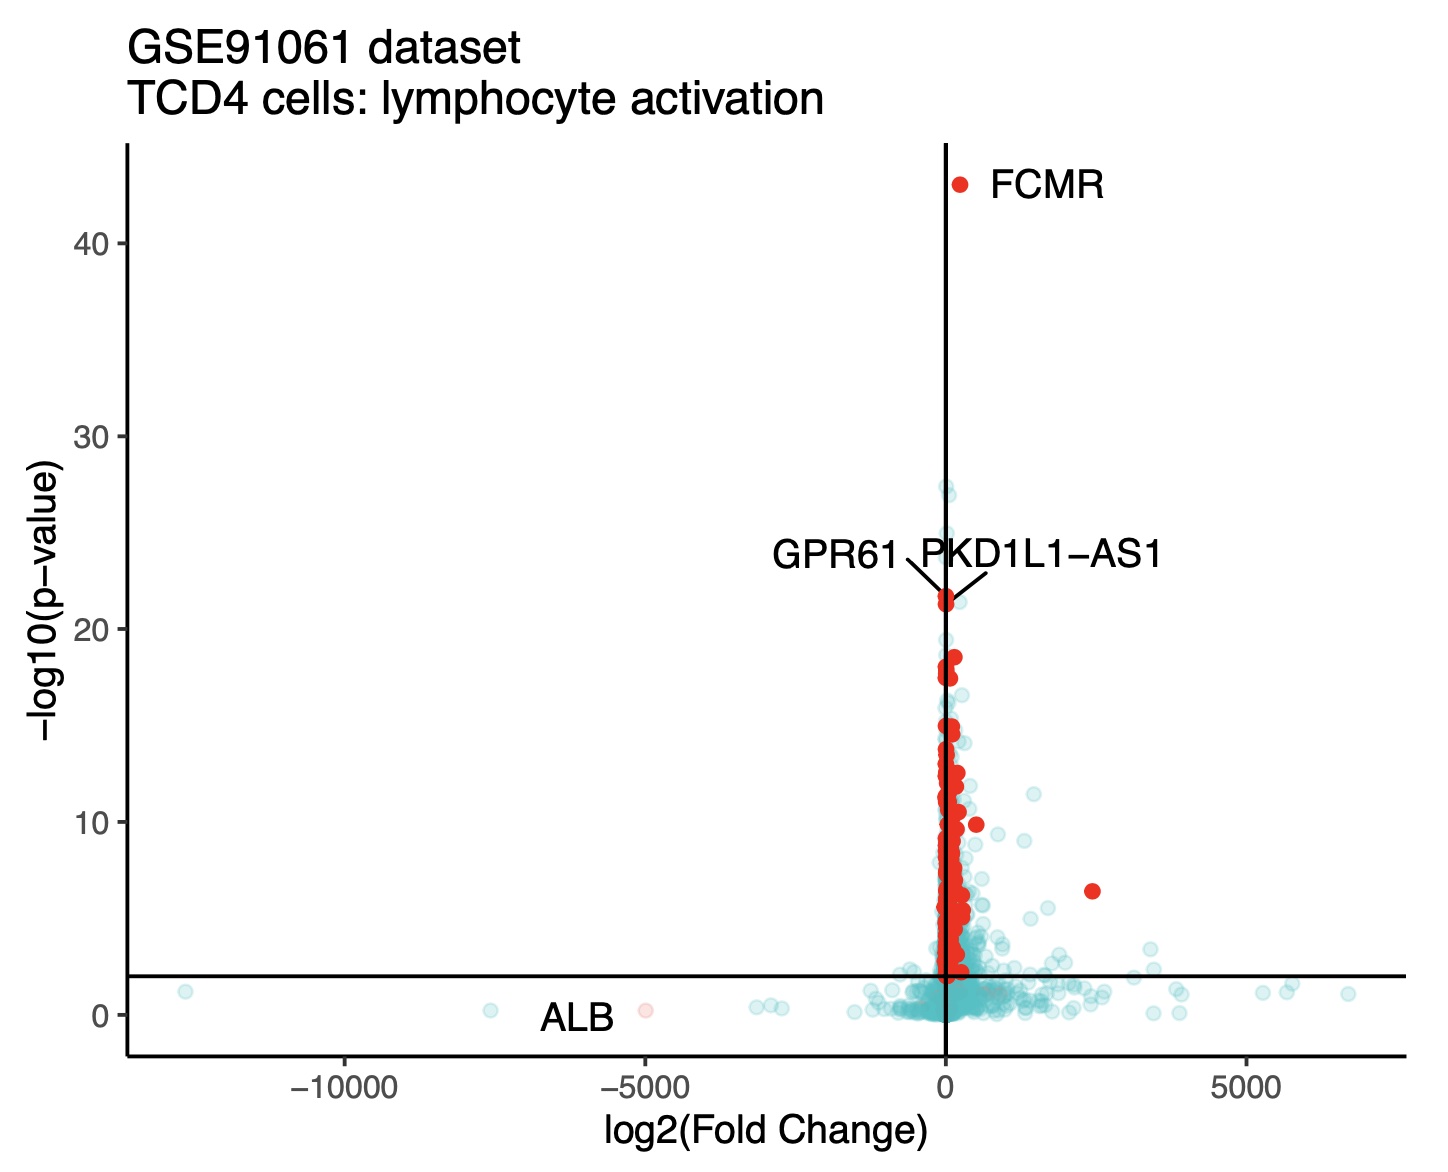 GSE91061 dataset
TCD4 cells: lymphocyte activation
FCMR
40
30
GPR61 PKD1L1−AS1
20
−log10(p−value)
10
0
ALB
−10000 −5000 0 5000
log2(Fold Change)